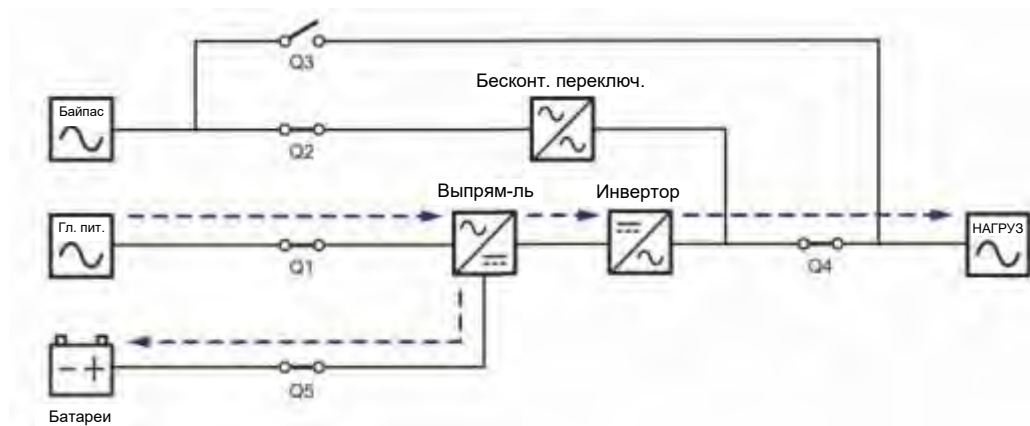 Q3
Бесконт. переключ.
Байпас
Q2
Выпрям-ль
Инвертор
Гл. пит.
НАГРУЗ
Q1
Q4
Q5
Батареи